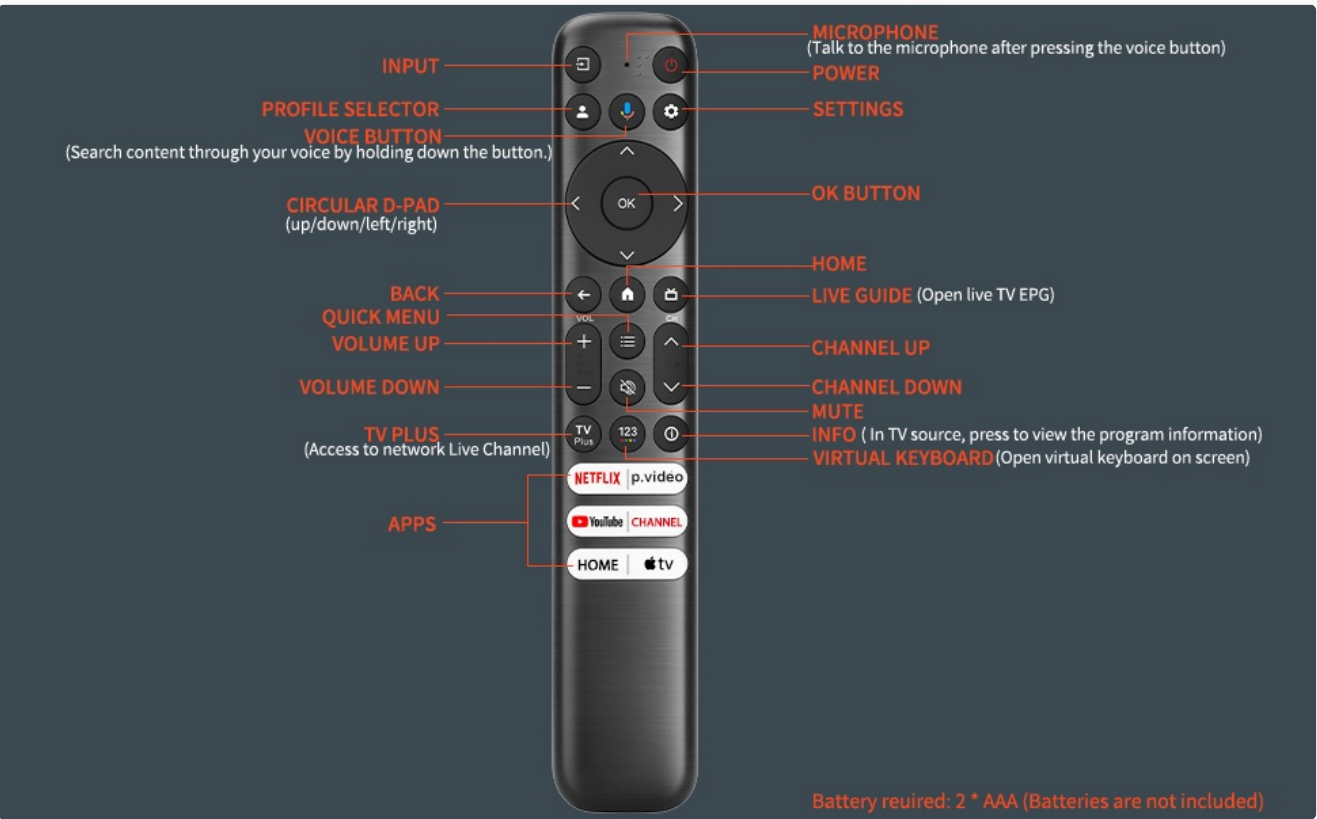 MICROPHONE
(Talk to the microphone after pressing the voice button)
INPUT
POWER
PROFILE SELECTOR
SETTINGS
VOICE BUTTON
(Search content through your voice by holding down the button.)
OK BUTTON
CIRCULAR D-PAD
OK
(up/down/left/right)
HOME
BACK
LIVE GUIDE (Open live TV EPG)
QUICK MENU
VOL
CH
VOLUME UP
CHANNEL UP
VOLUME DOWN
CHANNEL DOWN
MUTE
TV PLUS
TV
Plus
123
INFO ( In TV source, press to view the program information)
(Access to network Live Channel)
VIRTUAL KEYBOARD(Open virtual keyboard on screen)
NETFLIX p.video
APPS
YouTube CHANNEL
HOME tv
Battery reuired: 2 * AAA (Batteries are not included)